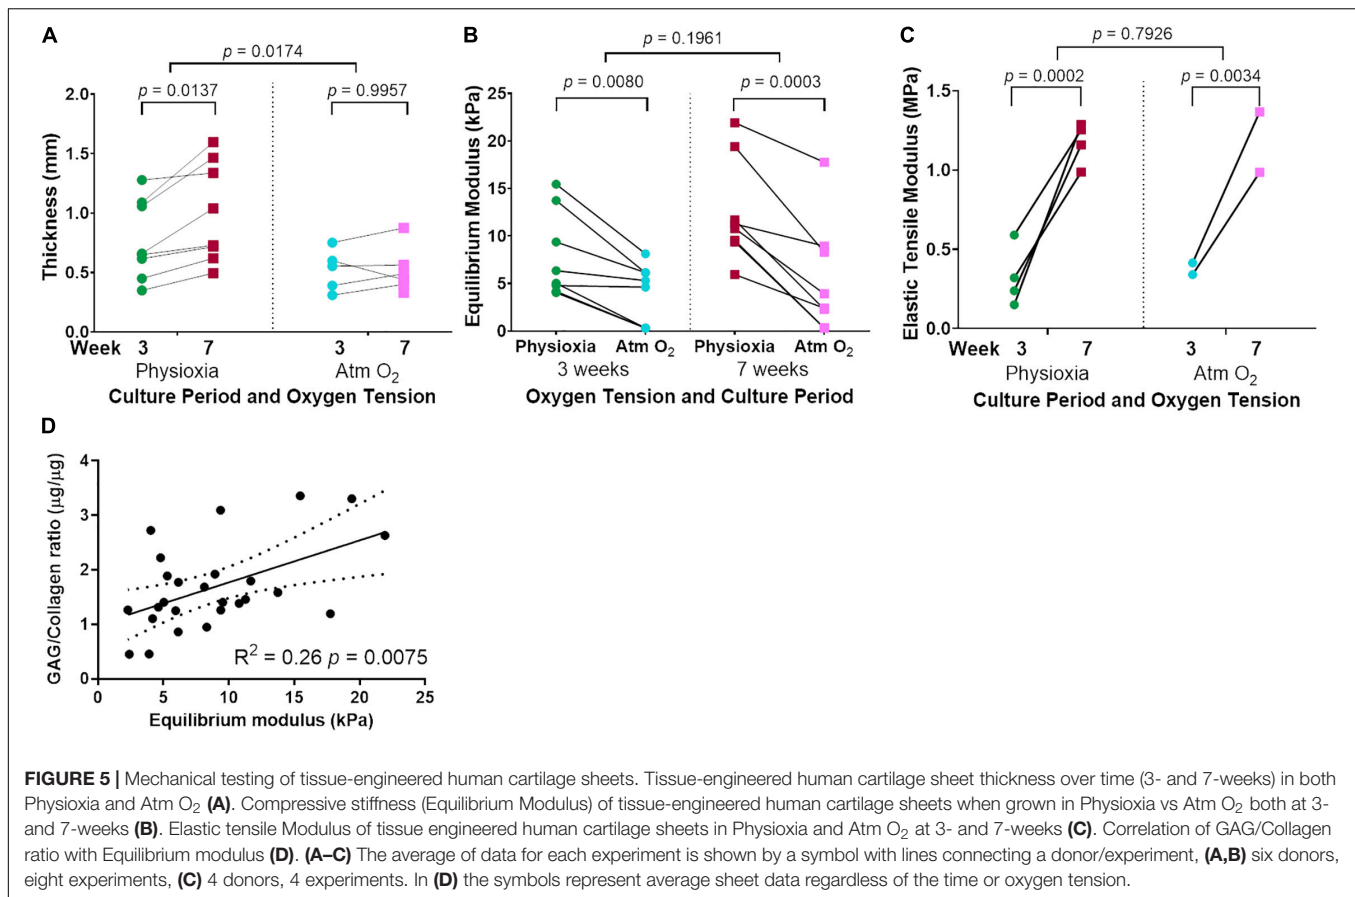 A
p = 0.0174
p = 0.0137
p = 0.9957
2.0
1.5
1.0
0.5
0.0
Thickness (mm)
Week 3 7 3 7
Physioxia Atm O2
Culture Period and Oxygen Tension
B
p = 0.1961
p = 0.0080
p = 0.0003
25
20
15
10
5
0
Equilibrium Modulus (kPa)
Physioxia Atm O2 Physioxia Atm O2
3 weeks 7 weeks
Oxygen Tension and Culture Period
C
p = 0.7926
p = 0.0002
p = 0.0034
1.5
1.0
0.5
0.0
Elastic Tensile Modulus (MPa)
Week 3 7 3 7
Physioxia Atm O2
Culture Period and Oxygen Tension
D
4
3
2
1
0
GAG/Collagen ratio (µg/µg)
R2 = 0.26 p = 0.0075
0 5 10 15 20 25
Equilibrium modulus (kPa)
FIGURE 5 | Mechanical testing of tissue-engineered human cartilage sheets. Tissue-engineered human cartilage sheet thickness over time (3- and 7-weeks) in both
Physioxia and Atm O2 (A). Compressive stiffness (Equilibrium Modulus) of tissue-engineered human cartilage sheets when grown in Physioxia vs Atm O2 both at 3-
and 7-weeks (B). Elastic tensile Modulus of tissue engineered human cartilage sheets in Physioxia and Atm O2 at 3- and 7-weeks (C). Correlation of GAG/Collagen
ratio with Equilibrium modulus (D). (A–C) The average of data for each experiment is shown by a symbol with lines connecting a donor/experiment, (A,B) six donors,
eight experiments, (C) 4 donors, 4 experiments. In (D) the symbols represent average sheet data regardless of the time or oxygen tension.